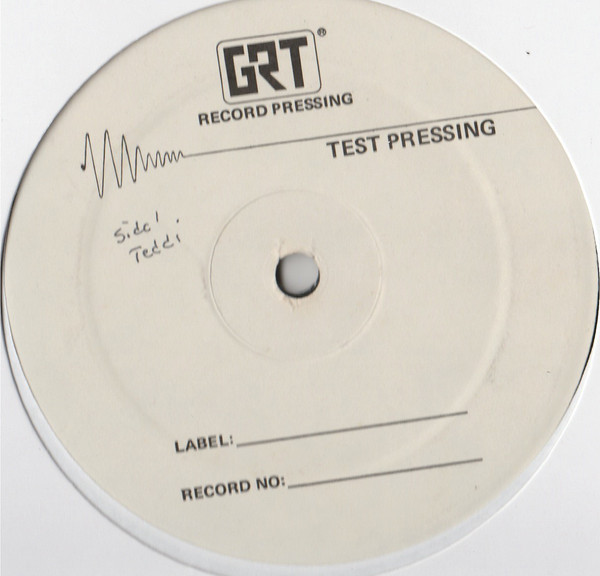 GRT®
RECORD PRESSING
TEST PRESSING
Side 1
Teddi
LABEL:
RECORD NO: